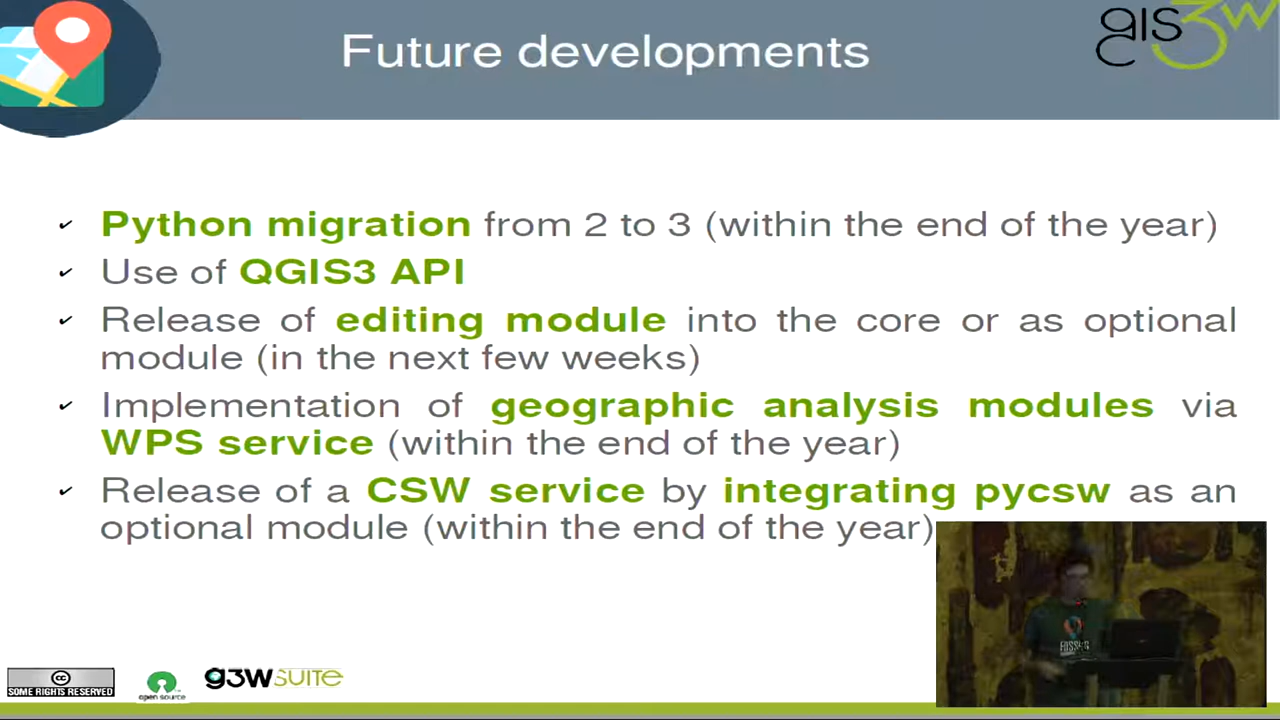 Future developments
gis3w
✔ Python migration from 2 to 3 (within the end of the year)
✔ Use of QGIS3 API
✔ Release of editing module into the core or as optional
module (in the next few weeks)
✔ Implementation of geographic analysis modules via
WPS service (within the end of the year)
✔ Release of a CSW service by integrating pycsw as an
optional module (within the end of the year)
cc
SOME RIGHTS RESERVED
open source
g3wSUITE